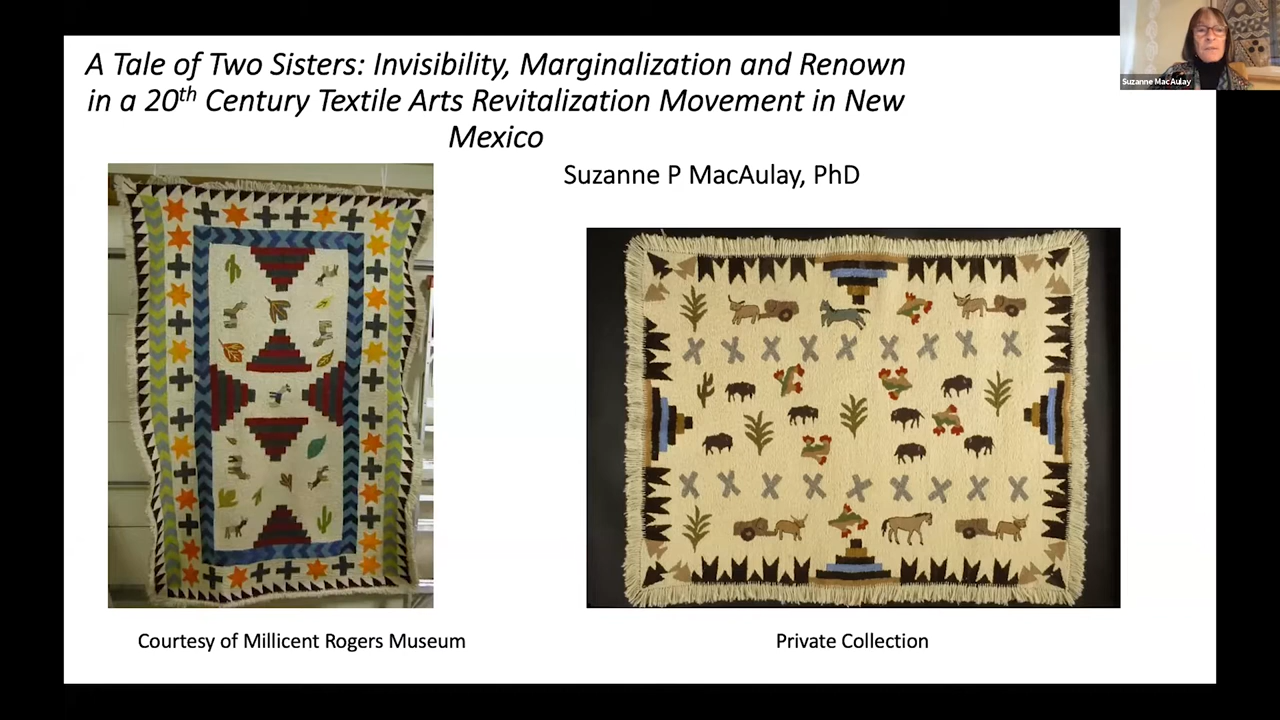 A Tale of Two Sisters: Invisibility, Marginalization and Renown
in a 20th Century Textile Arts Revitalization Movement in New
Mexico
Suzanne P MacAulay, PhD
Suzanne MacAulay
Courtesy of Millicent Rogers Museum
Private Collection